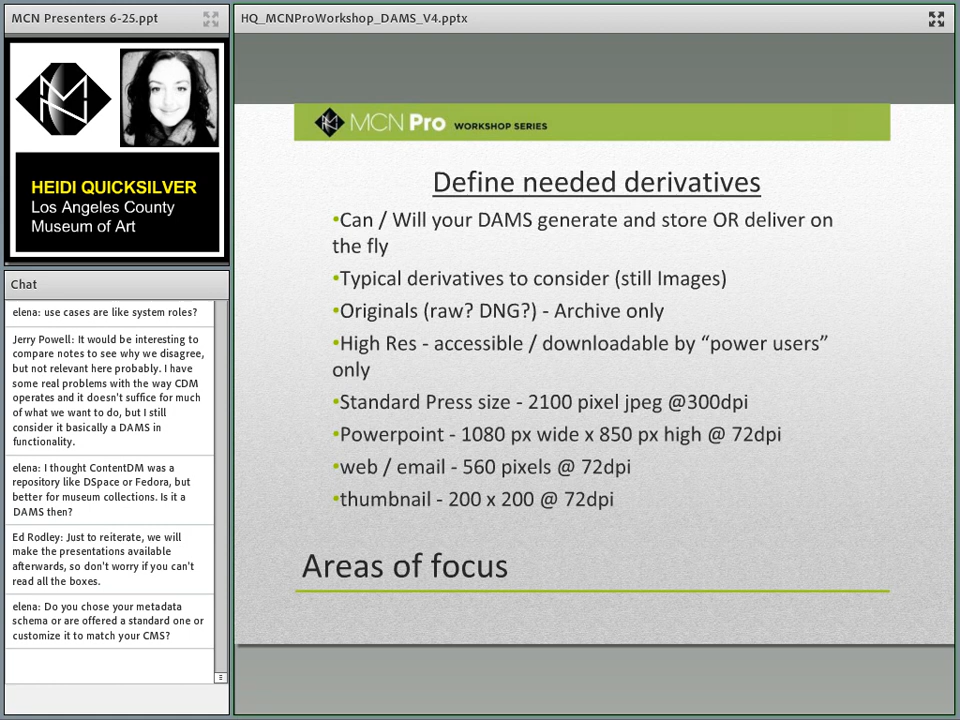 MCN Presenters 6-25.ppt
HEIDI QUICKSILVER
Los Angeles County
Museum of Art
Chat
elena: use cases are like system roles?
Jerry Powell: It would be interesting to
compare notes to see why we disagree,
but not relevant here probably. I have
some real problems with the way CDM
operates and it doesn't suffice for much
of what we want to do, but I still
consider it basically a DAMS in
functionality.
elena: I thought ContentDM was a
repository like DSpace or Fedora, but
better for museum collections. Is it a
DAMS then?
Ed Rodley: Just to reiterate, we will
make the presentations available
afterwards, so don't worry if you can't
read all the boxes.
elena: Do you chose your metadata
schema or are offered a standard one or
customize it to match your CMS?
HQ_MCNProWorkshop_DAMS_V4.pptx
MCN Pro WORKSHOP SERIES
Define needed derivatives
•Can / Will your DAMS generate and store OR deliver on
the fly
•Typical derivatives to consider (still Images)
•Originals (raw? DNG?) - Archive only
•High Res - accessible / downloadable by “power users”
only
•Standard Press size - 2100 pixel jpeg @300dpi
•Powerpoint - 1080 px wide x 850 px high @ 72dpi
•web / email - 560 pixels @ 72dpi
•thumbnail - 200 x 200 @ 72dpi
Areas of focus